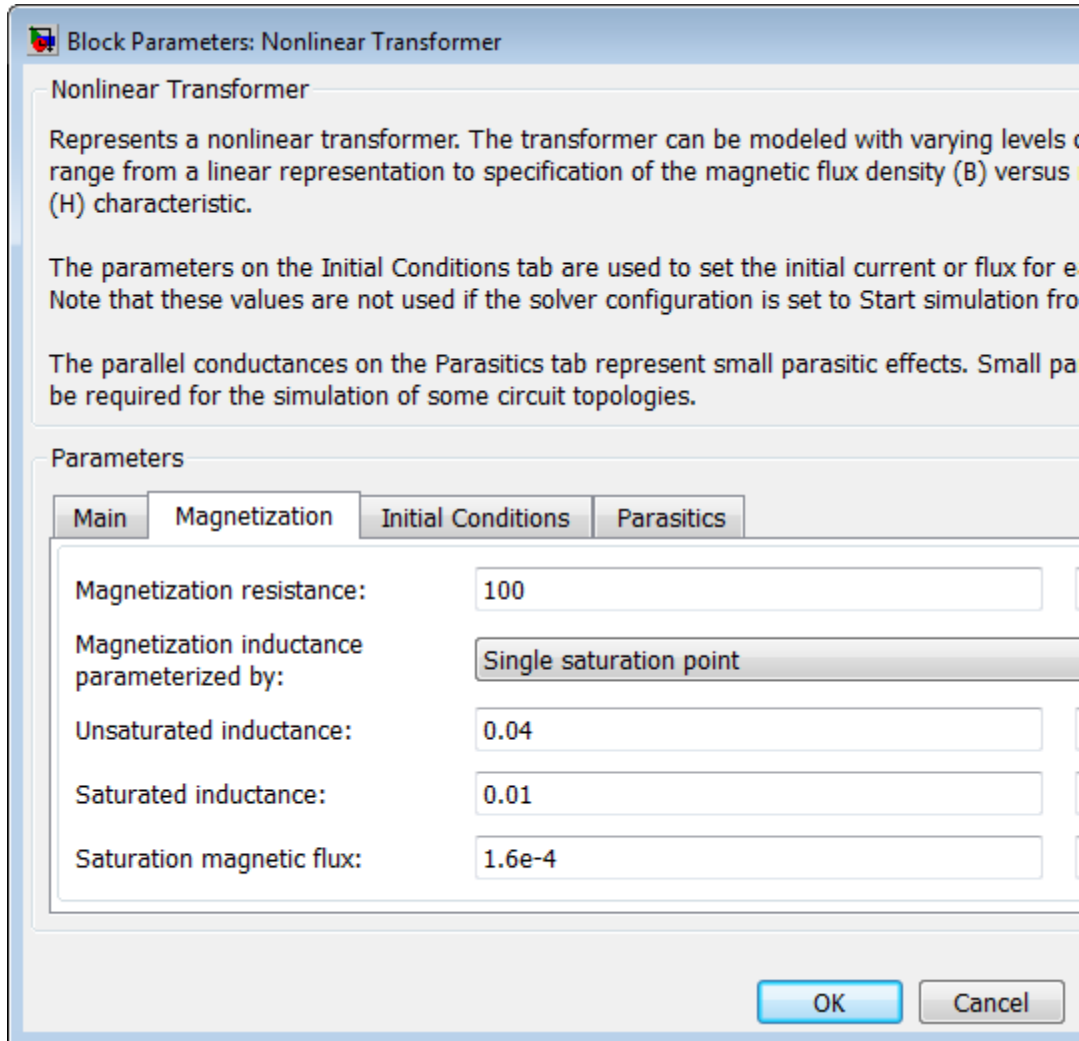 Block Parameters: Nonlinear Transformer
Nonlinear Transformer
Represents a nonlinear transformer. The transformer can be modeled with varying levels
range from a linear representation to specification of the magnetic flux density (B) versus
(H) characteristic.
The parameters on the Initial Conditions tab are used to set the initial current or flux for
Note that these values are not used if the solver configuration is set to Start simulation
The parallel conductances on the Parasitics tab represent small parasitic effects. Small
be required for the simulation of some circuit topologies.
Parameters
Main Magnetization Initial Conditions Parasitics
Magnetization resistance: 100
Magnetization inductance
parameterized by:
Single saturation point
Unsaturated inductance: 0.04
Saturated inductance: 0.01
Saturation magnetic flux: 1.6e-4
OK Cancel